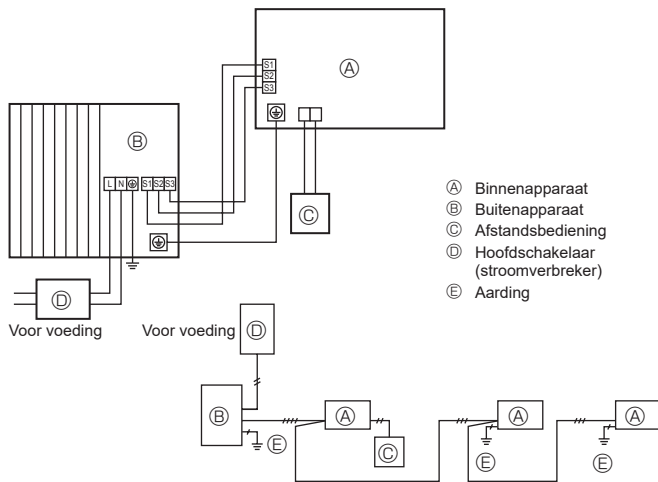 S1
S2
S3
Ⓐ
Ⓑ
L N S1 S2 S3
Ⓒ
Ⓓ
Voor voeding
Ⓐ Binnenapparaat
Ⓑ Buitenapparaat
Ⓒ Afstandsbediening
Ⓓ Hoofdschakelaar
(stroomverbreker)
Ⓔ Aarding
Voor voeding Ⓓ
Ⓑ Ⓐ Ⓐ Ⓐ
Ⓔ Ⓒ Ⓔ Ⓔ